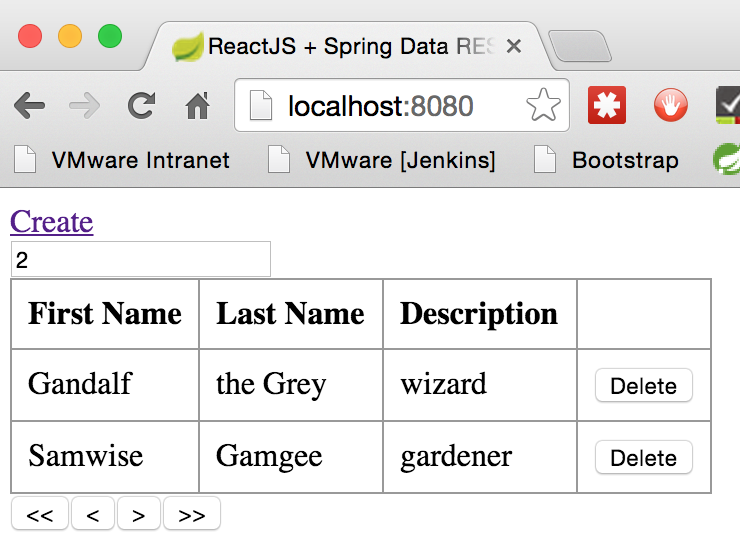 ReactJS + Spring Data RES
localhost:8080
VMware Intranet VMware [Jenkins] Bootstrap
Create
2
First Name Last Name Description
Gandalf the Grey wizard Delete
Samwise Gamgee gardener Delete
<< < > >>